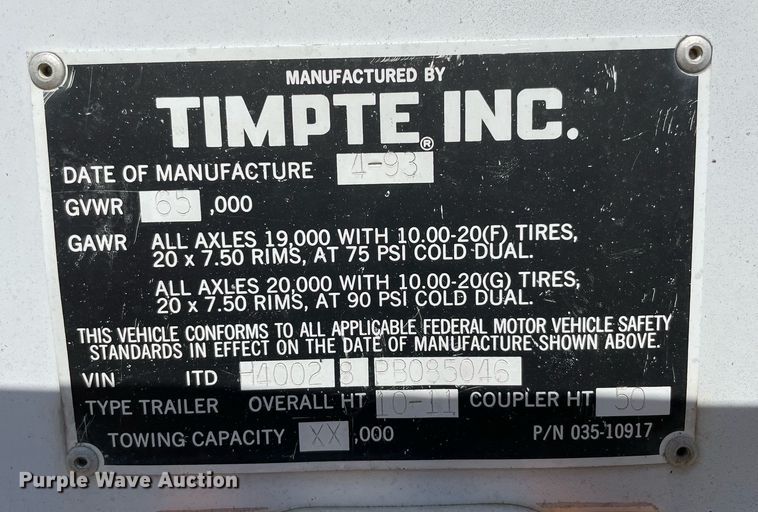 MANUFACTURED BY
TIMPTE® INC.
DATE OF MANUFACTURE 4-93
GVWR 65 ,000
GAWR ALL AXLES 19,000 WITH 10.00-20(F) TIRES,
20 x 7.50 RIMS, AT 75 PSI COLD DUAL.
ALL AXLES 20,000 WITH 10.00-20(G) TIRES,
20 x 7.50 RIMS, AT 90 PSI COLD DUAL.
THIS VEHICLE CONFORMS TO ALL APPLICABLE FEDERAL MOTOR VEHICLE SAFETY
STANDARDS IN EFFECT ON THE DATE OF MANUFACTURE SHOWN ABOVE.
VIN ITD H4002 8 PB085046
TYPE TRAILER OVERALL HT 10-11 COUPLER HT 50
TOWING CAPACITY XX ,000 P/N 035-10917
Purple Wave Auction